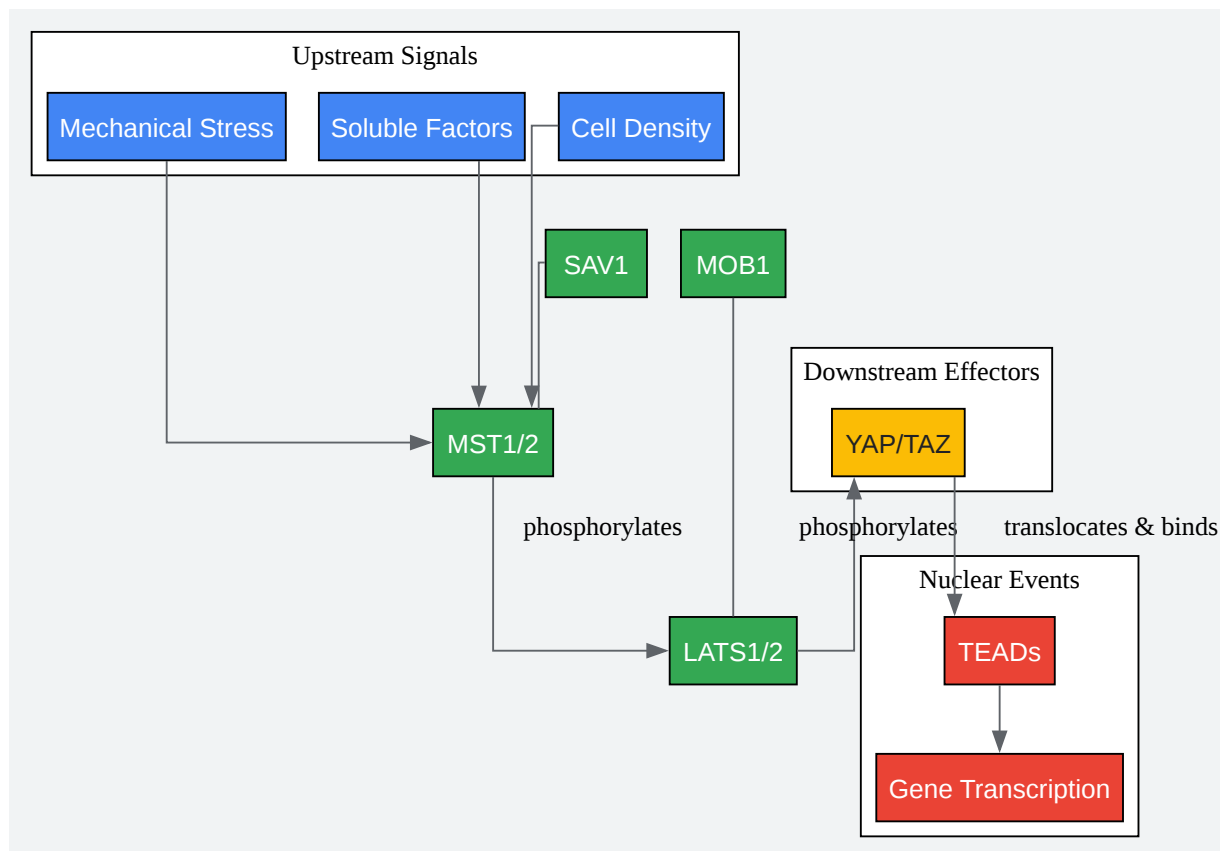 Upstream Signals
Mechanical Stress
Soluble Factors
Cell Density
SAV1
MOB1
Downstream Effectors
MST1/2
YAP/TAZ
phosphorylates
phosphorylates
translocates & binds
Nuclear Events
LATS1/2
TEADs
Gene Transcription